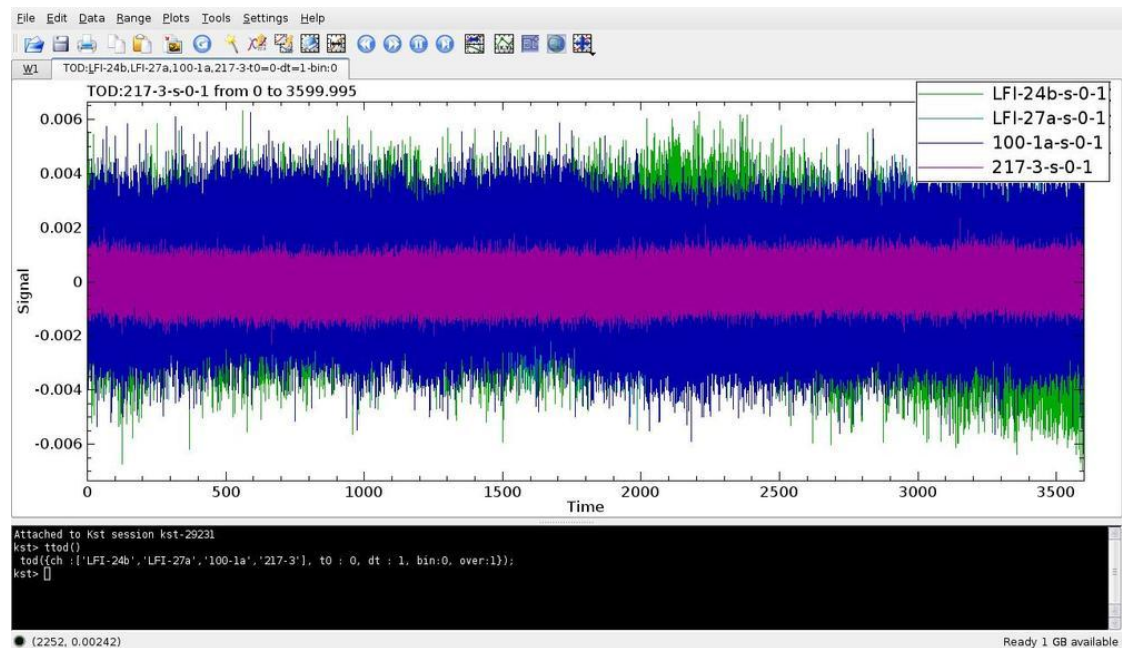 File Edit Data Range Plots Tools Settings Help
W1 TOD:LFI-24b,LFI-27a,100-1a,217-3-t0=0-dt=1-bin:0
TOD:217-3-s-0-1 from 0 to 3599.995
LFI-24b-s-0-1
LFI-27a-s-0-1
100-1a-s-0-1
217-3-s-0-1
0.006
0.004
0.002
0
-0.002
-0.004
-0.006
Signal
0 500 1000 1500 2000 2500 3000 3500
Time
Attached to Kst session kst-29231
kst> ttod()
tod({ch :['LFI-24b','LFI-27a','100-1a','217-3'], t0 : 0, dt : 1, bin:0, over:1});
kst>
(2252, 0.00242) Ready 1 GB available